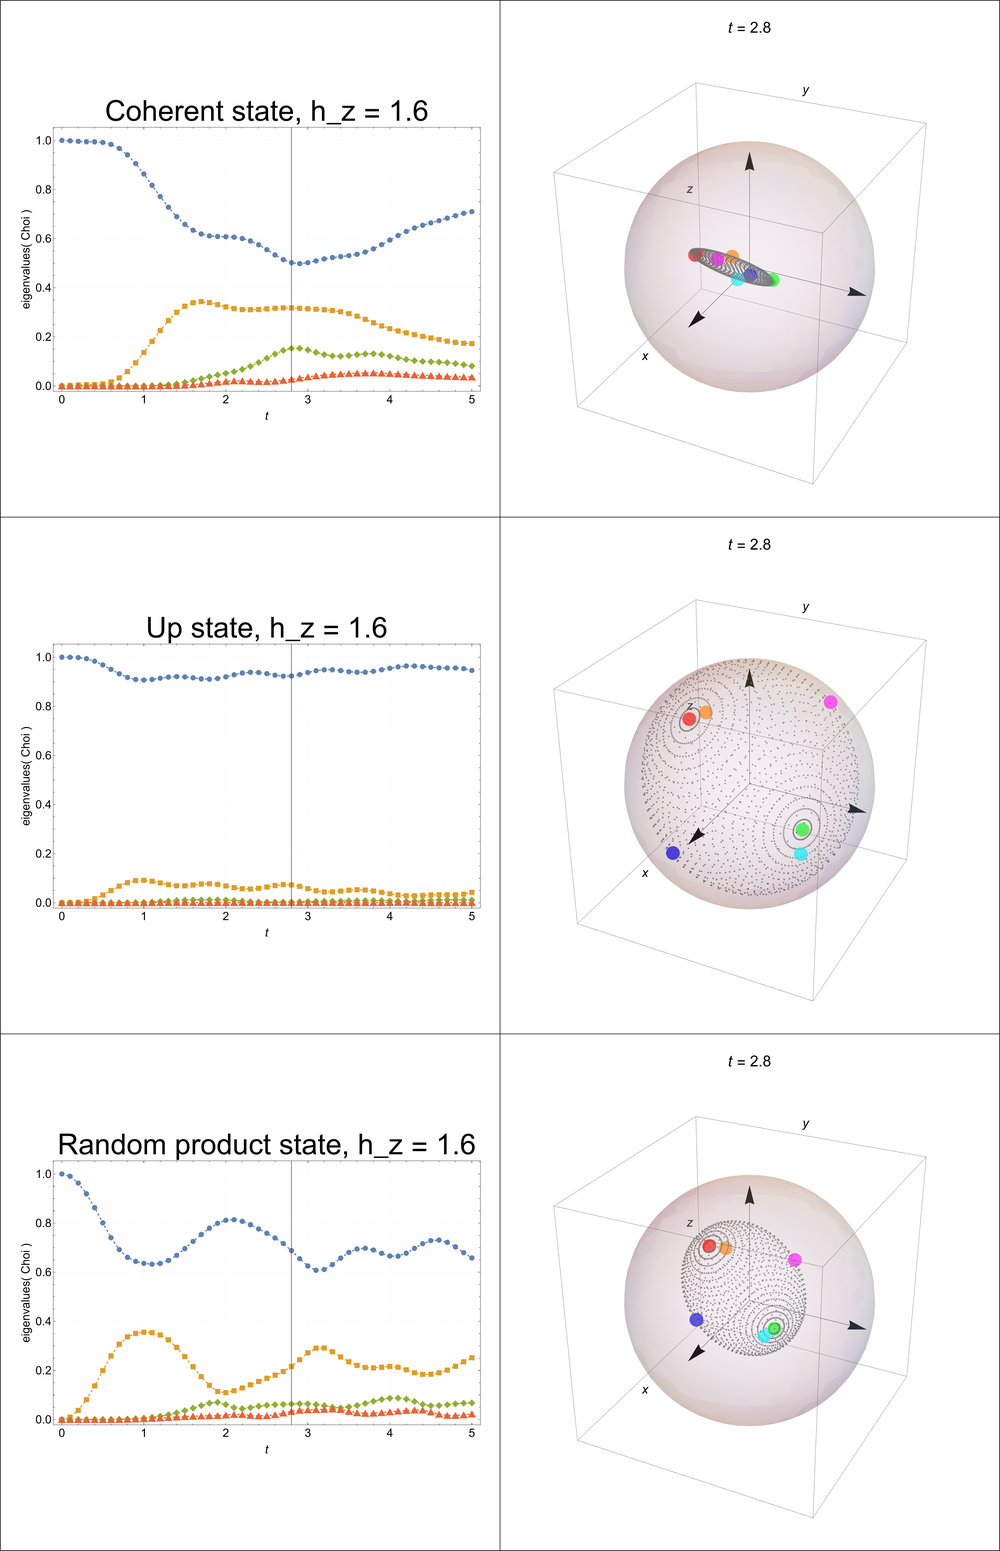 t = 2.8
y
Coherent state, h_z = 1.6
1.0
0.8
0.6
0.4
0.2
0.0
eigenvalues( Choi )
0 1 2 3 4 5
t
z
x
t = 2.8
y
Up state, h_z = 1.6
1.0
0.8
0.6
0.4
0.2
0.0
eigenvalues( Choi )
0 1 2 3 4 5
t
z
x
t = 2.8
y
Random product state, h_z = 1.6
1.0
0.8
0.6
0.4
0.2
0.0
eigenvalues( Choi )
0 1 2 3 4 5
t
z
x